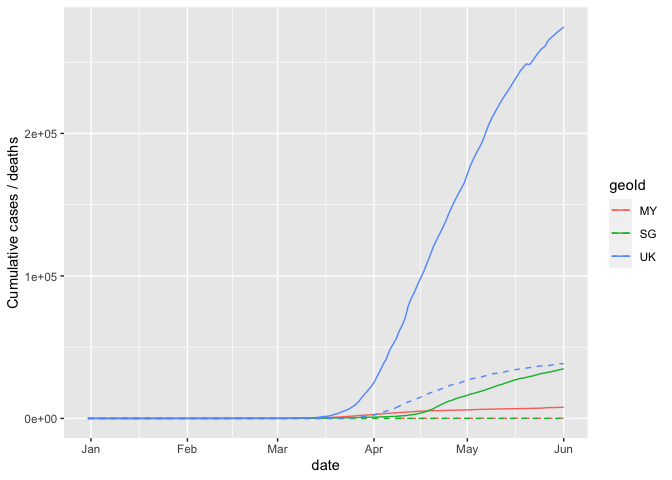 Cumulative cases / deaths
2e+05
1e+05
0e+00
Jan Feb Mar Apr May Jun
date
geoId
MY
SG
UK